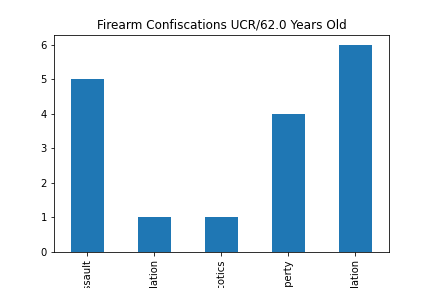 Firearm Confiscations UCR/62.0 Years Old
6
5
4
3
2
1
0
ssault
lation
cotics
perty
lation